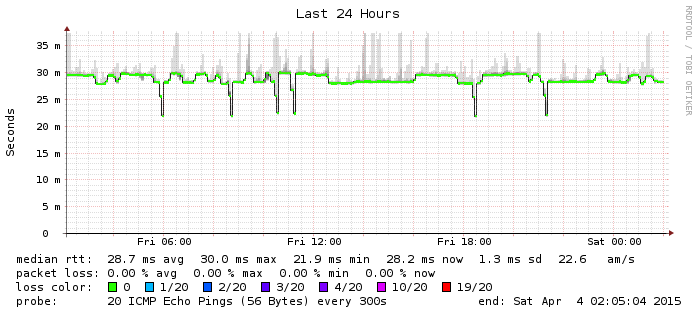 Last 24 Hours
RRDTOOL / TOBI OETIKER
Seconds
35 m
30 m
25 m
20 m
15 m
10 m
5 m
0
Fri 06:00 Fri 12:00 Fri 18:00 Sat 00:00
median rtt: 28.7 ms avg 30.0 ms max 21.9 ms min 28.2 ms now 1.3 ms sd 22.6 am/s
packet loss: 0.00 % avg 0.00 % max 0.00 % min 0.00 % now
loss color: 0 1/20 2/20 3/20 4/20 10/20 19/20
probe: 20 ICMP Echo Pings (56 Bytes) every 300s end: Sat Apr 4 02:05:04 2015